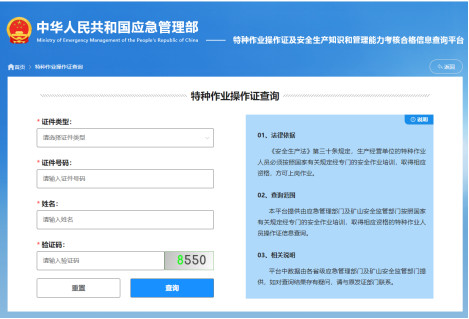 中华人民共和国应急管理部
Ministry of Emergency Management of the People's Republic of China
特种作业操作证及安全生产知识和管理能力考核合格信息查询平台
首页 > 特种作业操作证查询
返回
特种作业操作证查询
* 证件类型：
请选择证件类型
* 证件号码：
请输入证件号码
* 姓名：
请输入姓名
* 验证码：
请输入验证码
8550
重置
查询
说明
01、法律依据
《安全生产法》第三十条规定，生产经营单位的特种作业
人员必须按照国家有关规定经专门的安全作业培训，取得相应
资格，方可上岗作业。
02、查询范围
本平台提供由应急管理部门及矿山安全监管部门按照国家
有关规定经专门的安全作业培训，取得相应资格的特种作业人
员操作证信息查询。
03、相关说明
平台中数据由各省级应急管理部门及矿山安全监管部门提
供，如对查询结果存有疑问，请与原发证部门联系。